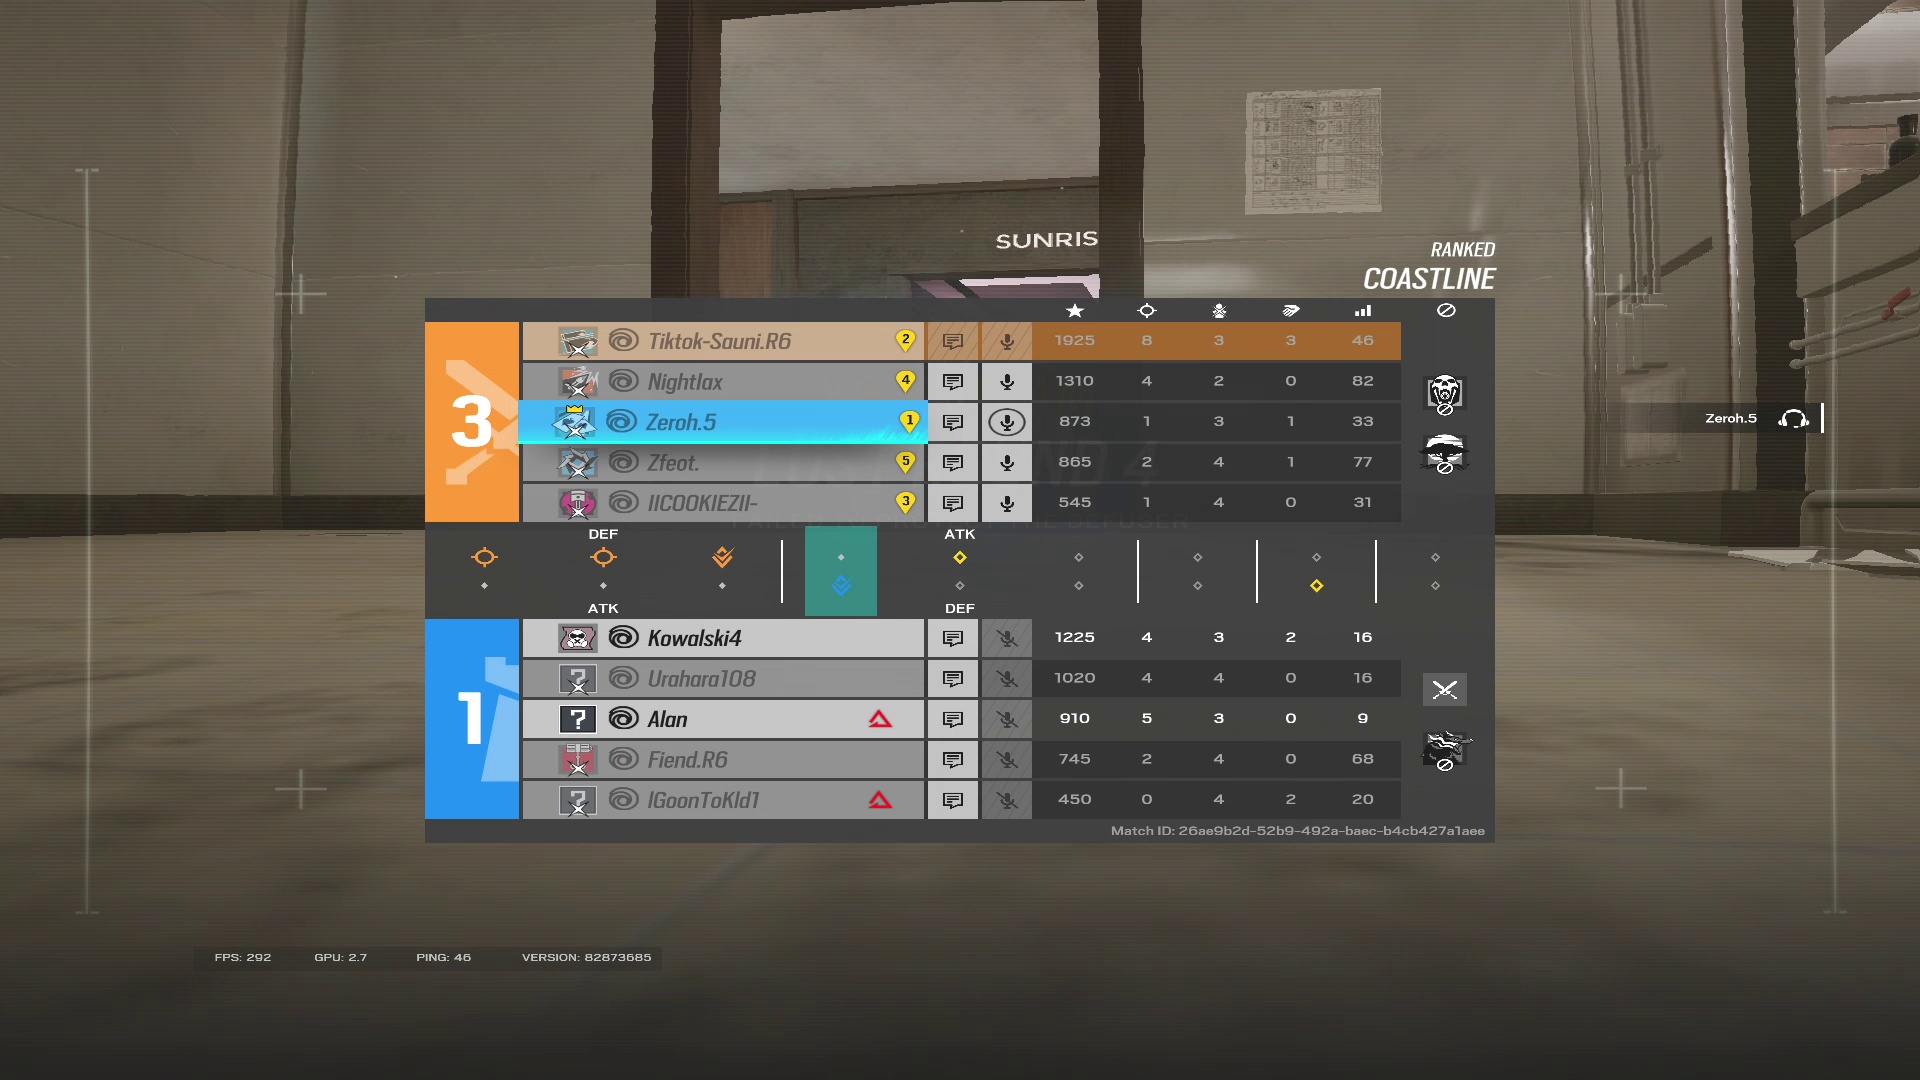 SUNRIS
RANKED
COASTLINE
3
Tiktok-Sauni.R6 2 1925 8 3 3 46
Nightlax 4 1310 4 2 0 82
Zeroh.5 1 873 1 3 1 33
Zfeot. 5 865 2 4 1 77
IICOOKIEZII- 3 545 1 4 0 31
Zeroh.5
DEF ATK
ATK DEF
1
Kowalski4 1225 3 4 2 16
Urahara108 1020 4 4 0 16
? Alan 910 5 3 0 9
Fiend.R6 745 2 4 0 68
? IGoonToKId1 450 0 4 2 20
Match ID: 26ae9b2d-52b9-492a-baec-b4cb427a1aee
FPS: 292 GPU: 2.7 PING: 46 VERSION: 82873685